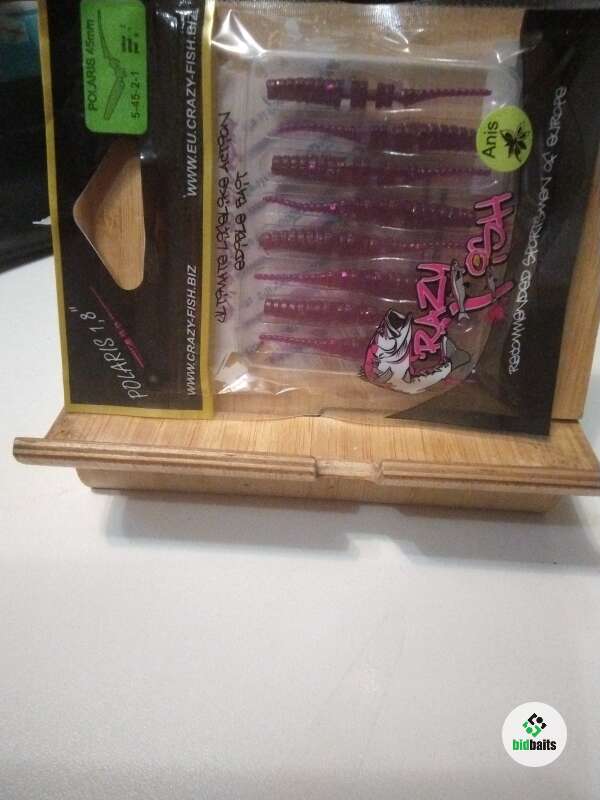 POLARIS 45mm
5-45-2-1
POLARIS 1,8"
WWW.EU.CRAZY-FISH.BIZ
WWW.CRAZY-FISH.BIZ
ULTIMATE LIFELIKE ACTION
EDIBLE BAIT
Anis
CRAZY
FISH
RECOMMENDED SPORTSMEN OF EUROPE
bidbaits